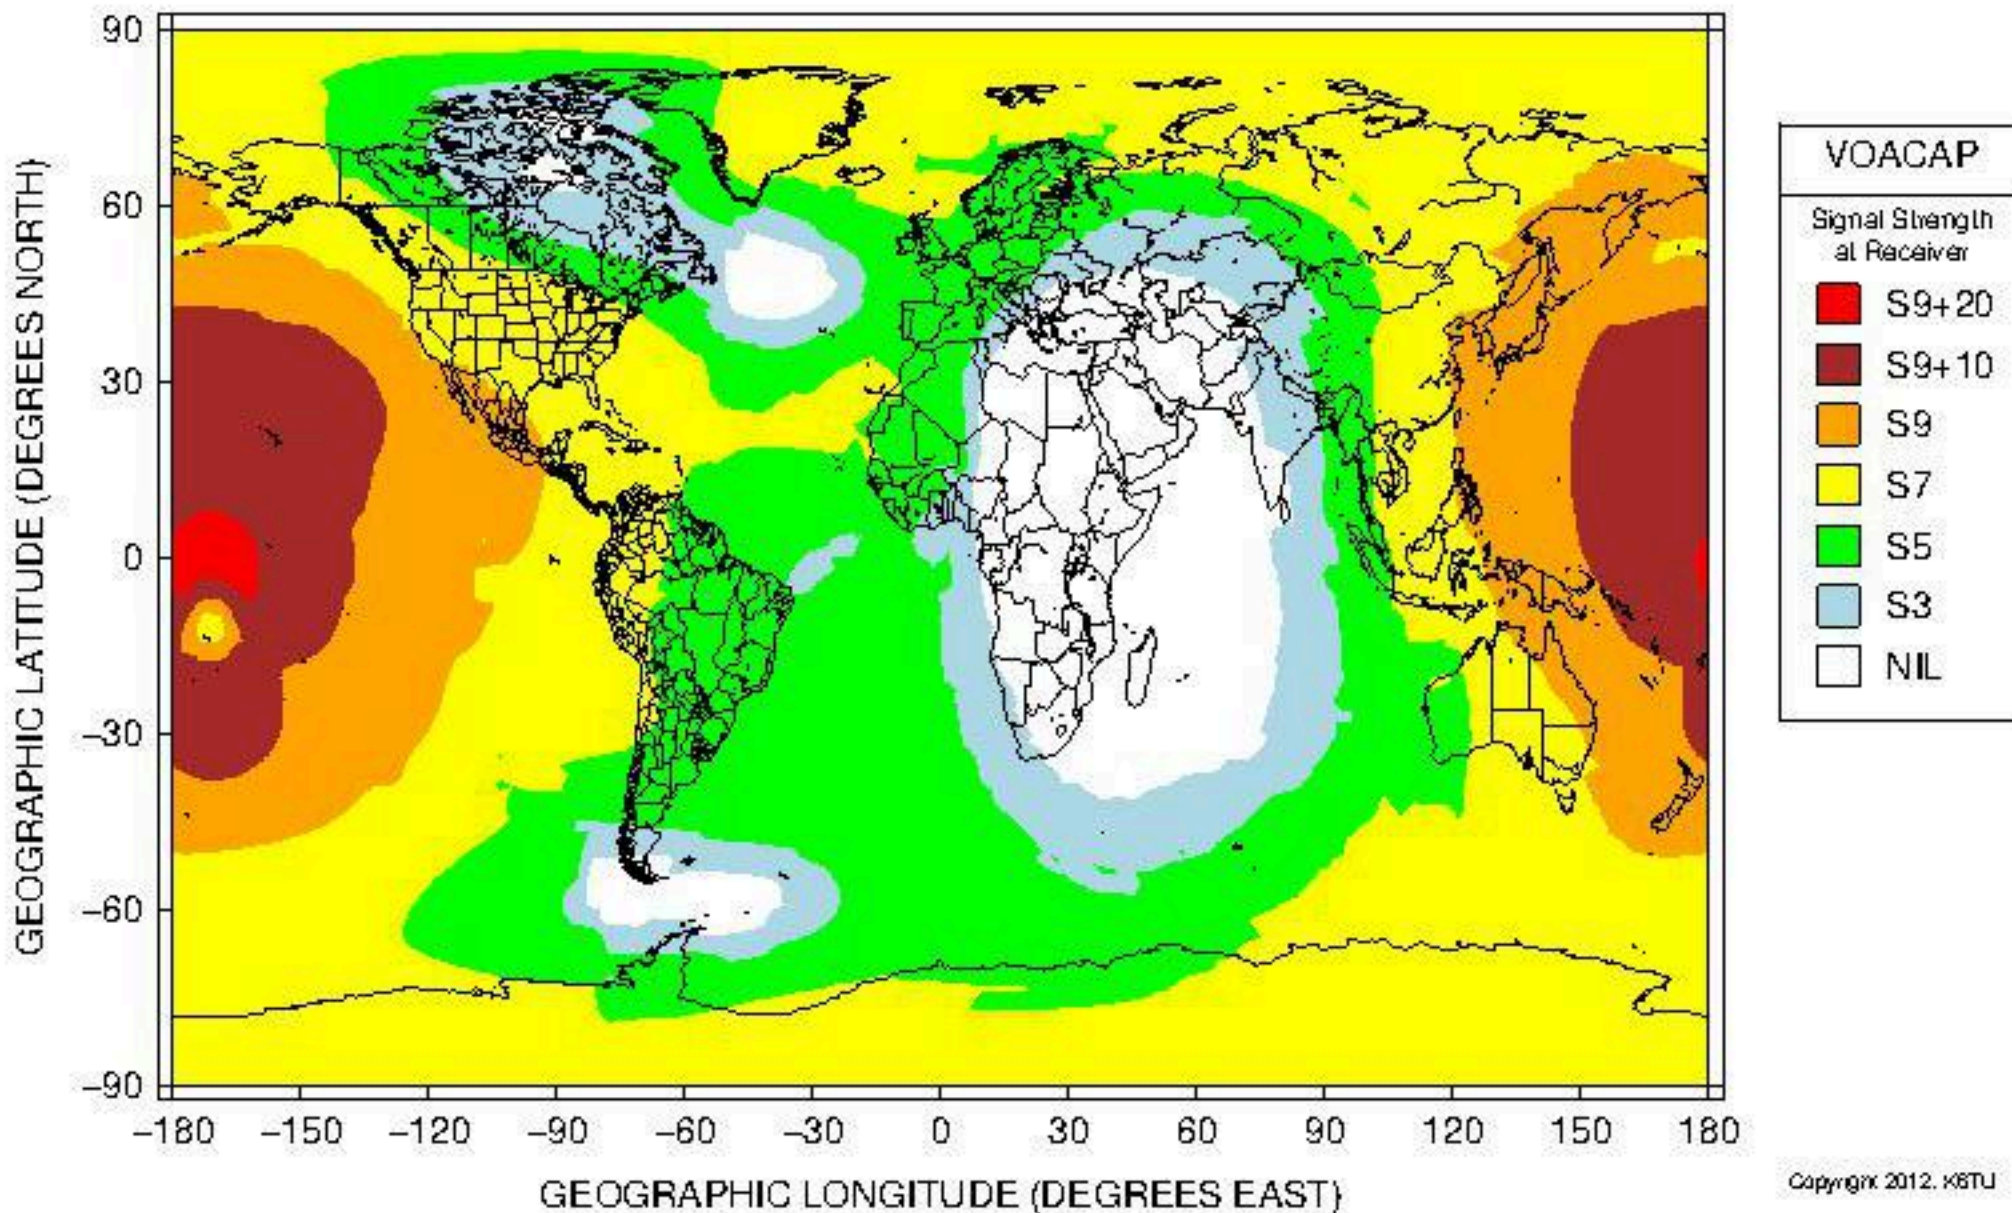 90
60
30
0
−30
−60
−90
GEOGRAPHIC LATITUDE (DEGREES NORTH)
−180 −150 −120 −90 −60 −30 0 30 60 90 120 150 180
GEOGRAPHIC LONGITUDE (DEGREES EAST)
VOACAP
Signal Strength
at Receiver
S9+20
S9+10
S9
S7
S5
S3
NIL
Copyright 2012, K6TU